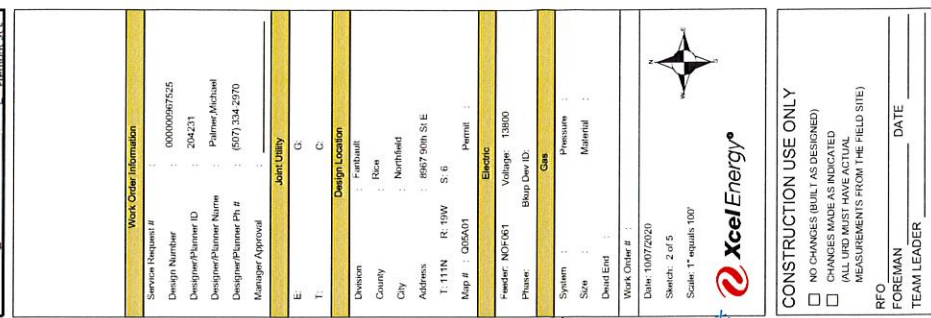 Work Order Information
Service Request # :
Design Number : 000000967525
Designer/Planner ID : 204231
Designer/Planner Name : Palmer,Michael
Designer/Planner Ph # : (507) 334-2970
Manager Approval :
Joint Utility
E: G:
T: C:
Design Location
Division : Faribault
County : Rice
City : Northfield
Address : 8967 90th St E
T: 111N R: 19W S: 6
Map # : Q05A01 Permit :
Electric
Feeder: NOF061 Voltage: 13800
Phase: Bkup Dev ID:
Gas
System : Pressure :
Size : Material :
Dead End :
Work Order # :
Date: 10/07/2020
Sketch: 2 of 5
Scale: 1" equals 100'
N
W E
S
Xcel Energy®
CONSTRUCTION USE ONLY
NO CHANGES (BUILT AS DESIGNED)
CHANGES MADE AS INDICATED
(ALL URD MUST HAVE ACTUAL
MEASUREMENTS FROM THE FIELD SITE)
RFO
FOREMAN DATE
TEAM LEADER